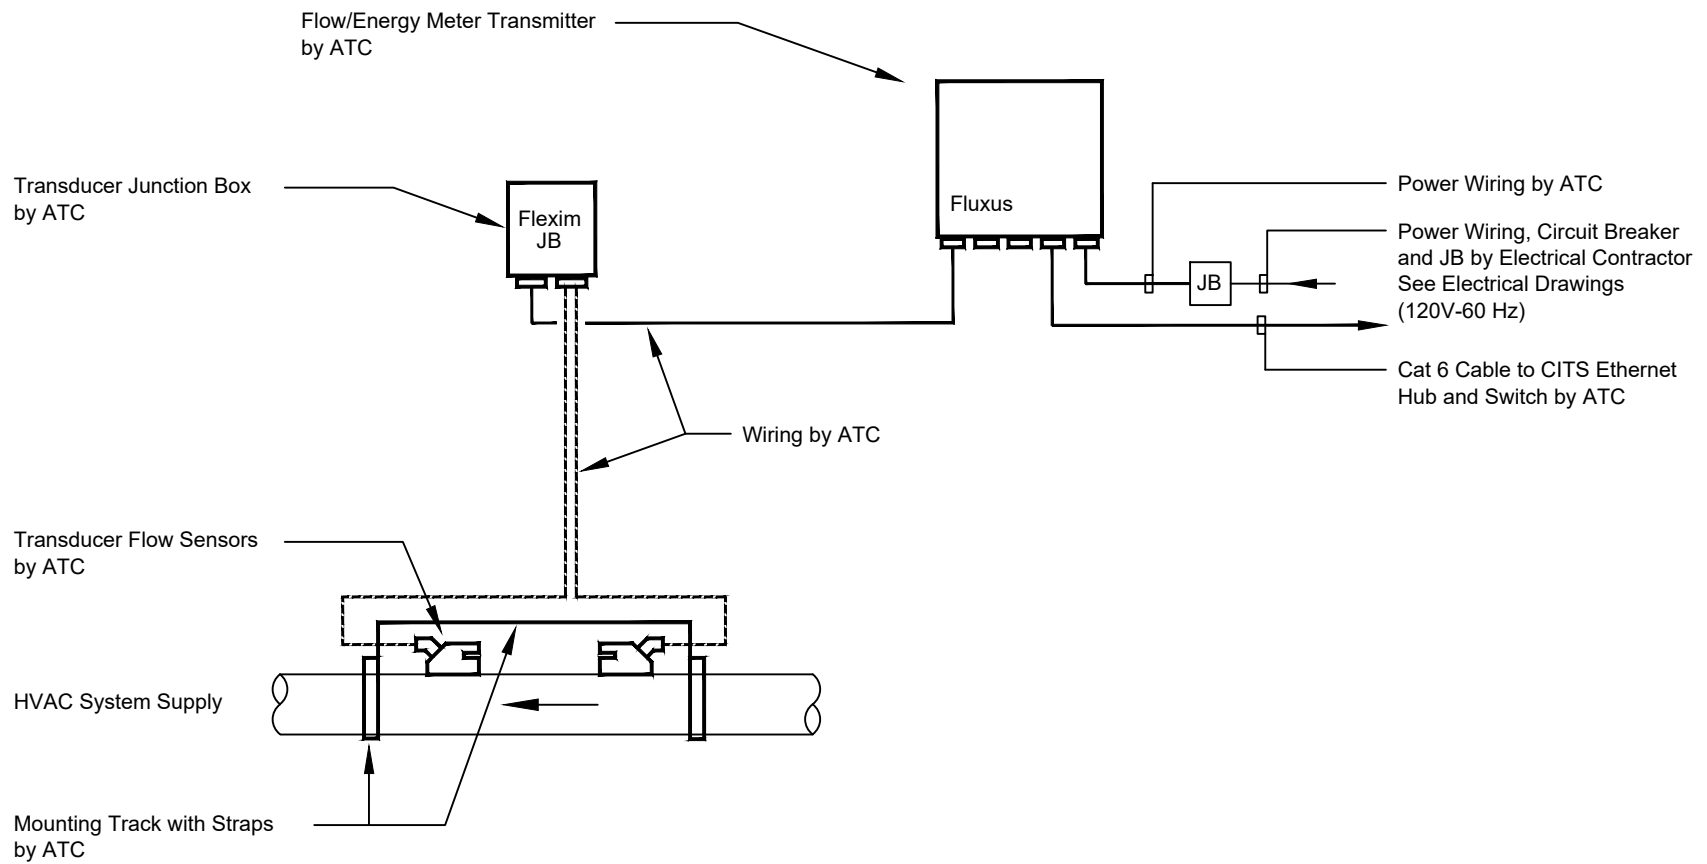 Flow/Energy Meter Transmitter
by ATC
Transducer Junction Box
by ATC
Flexim
JB
Fluxus
Power Wiring by ATC
Power Wiring, Circuit Breaker
and JB by Electrical Contractor
See Electrical Drawings
(120V-60 Hz)
JB
Cat 6 Cable to CITS Ethernet
Hub and Switch by ATC
Wiring by ATC
Transducer Flow Sensors
by ATC
HVAC System Supply
Mounting Track with Straps
by ATC